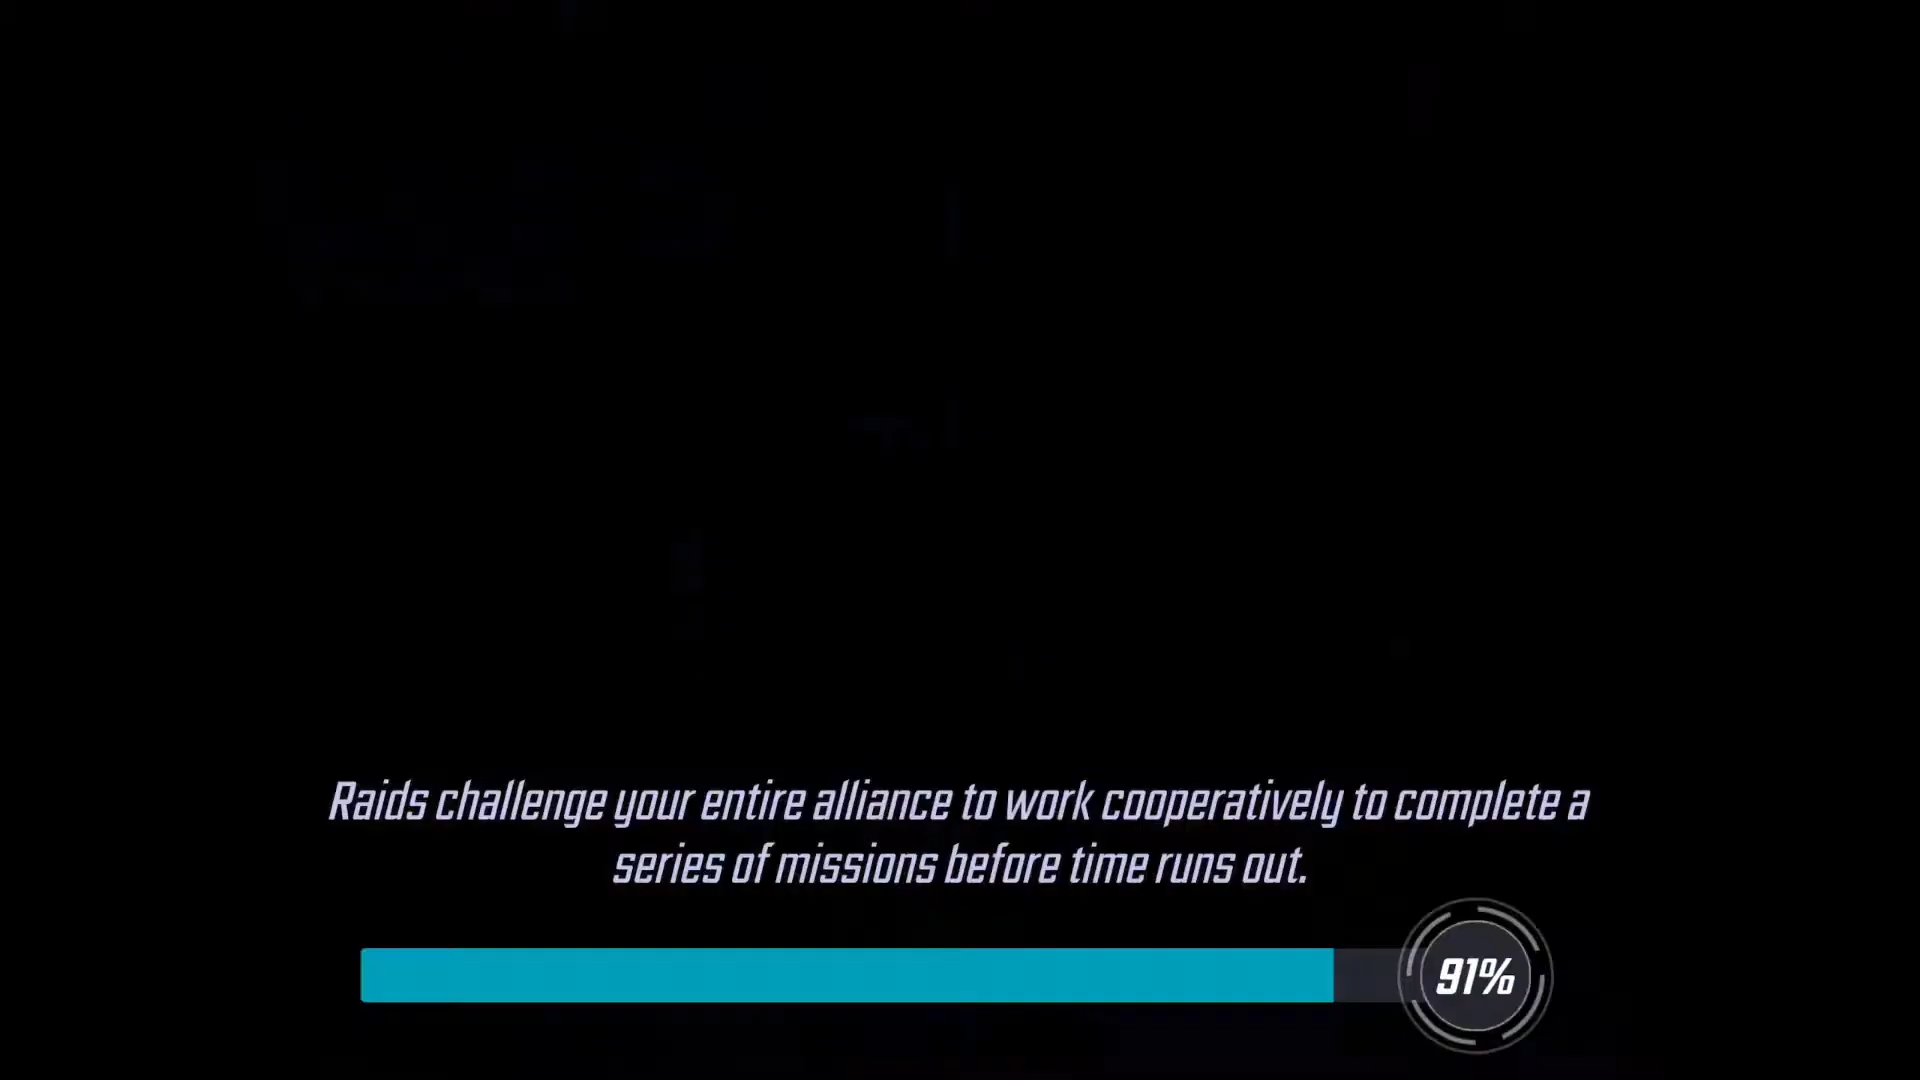 Raids challenge your entire alliance to work cooperatively to complete a
series of missions before time runs out.
91%